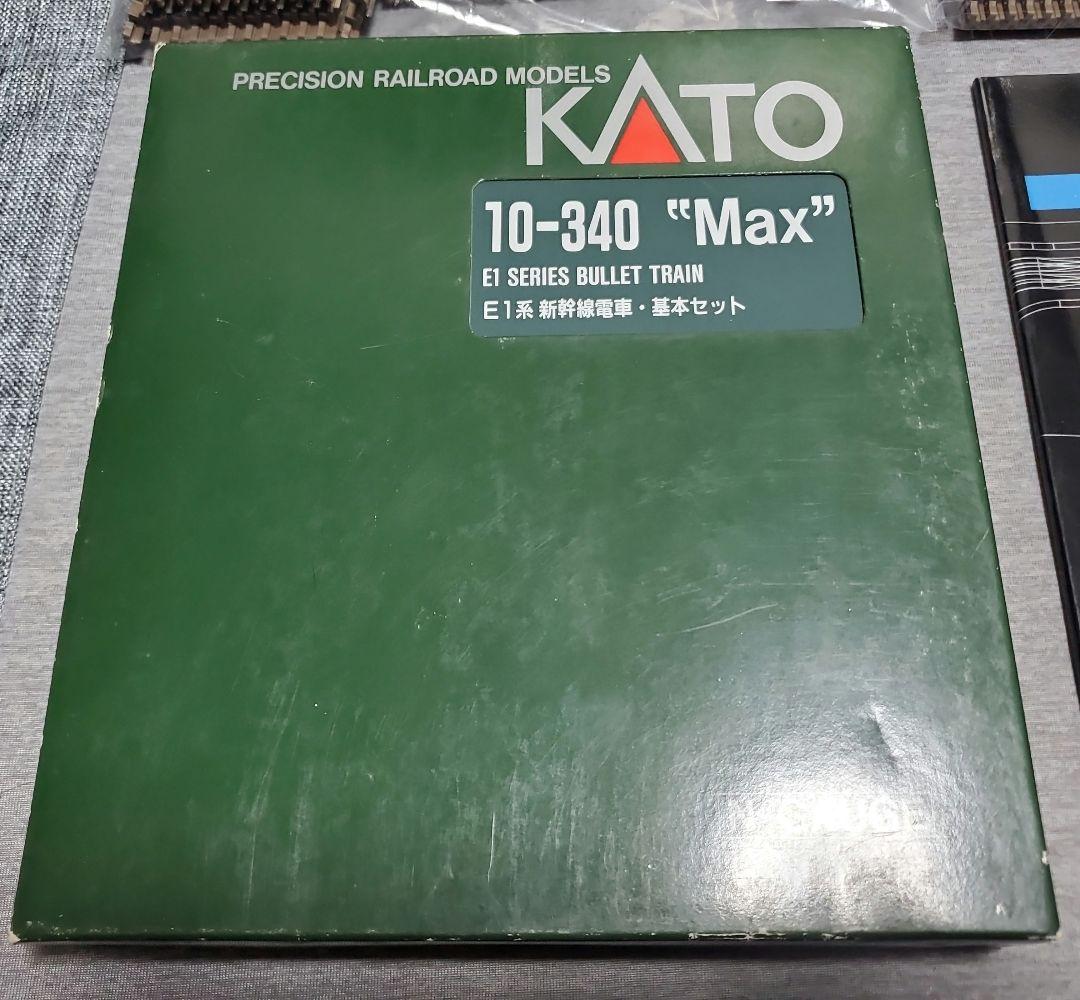 PRECISION RAILROAD MODELS
KATO
10-340 "Max"
E1 SERIES BULLET TRAIN
E1系 新幹線電車・基本セット